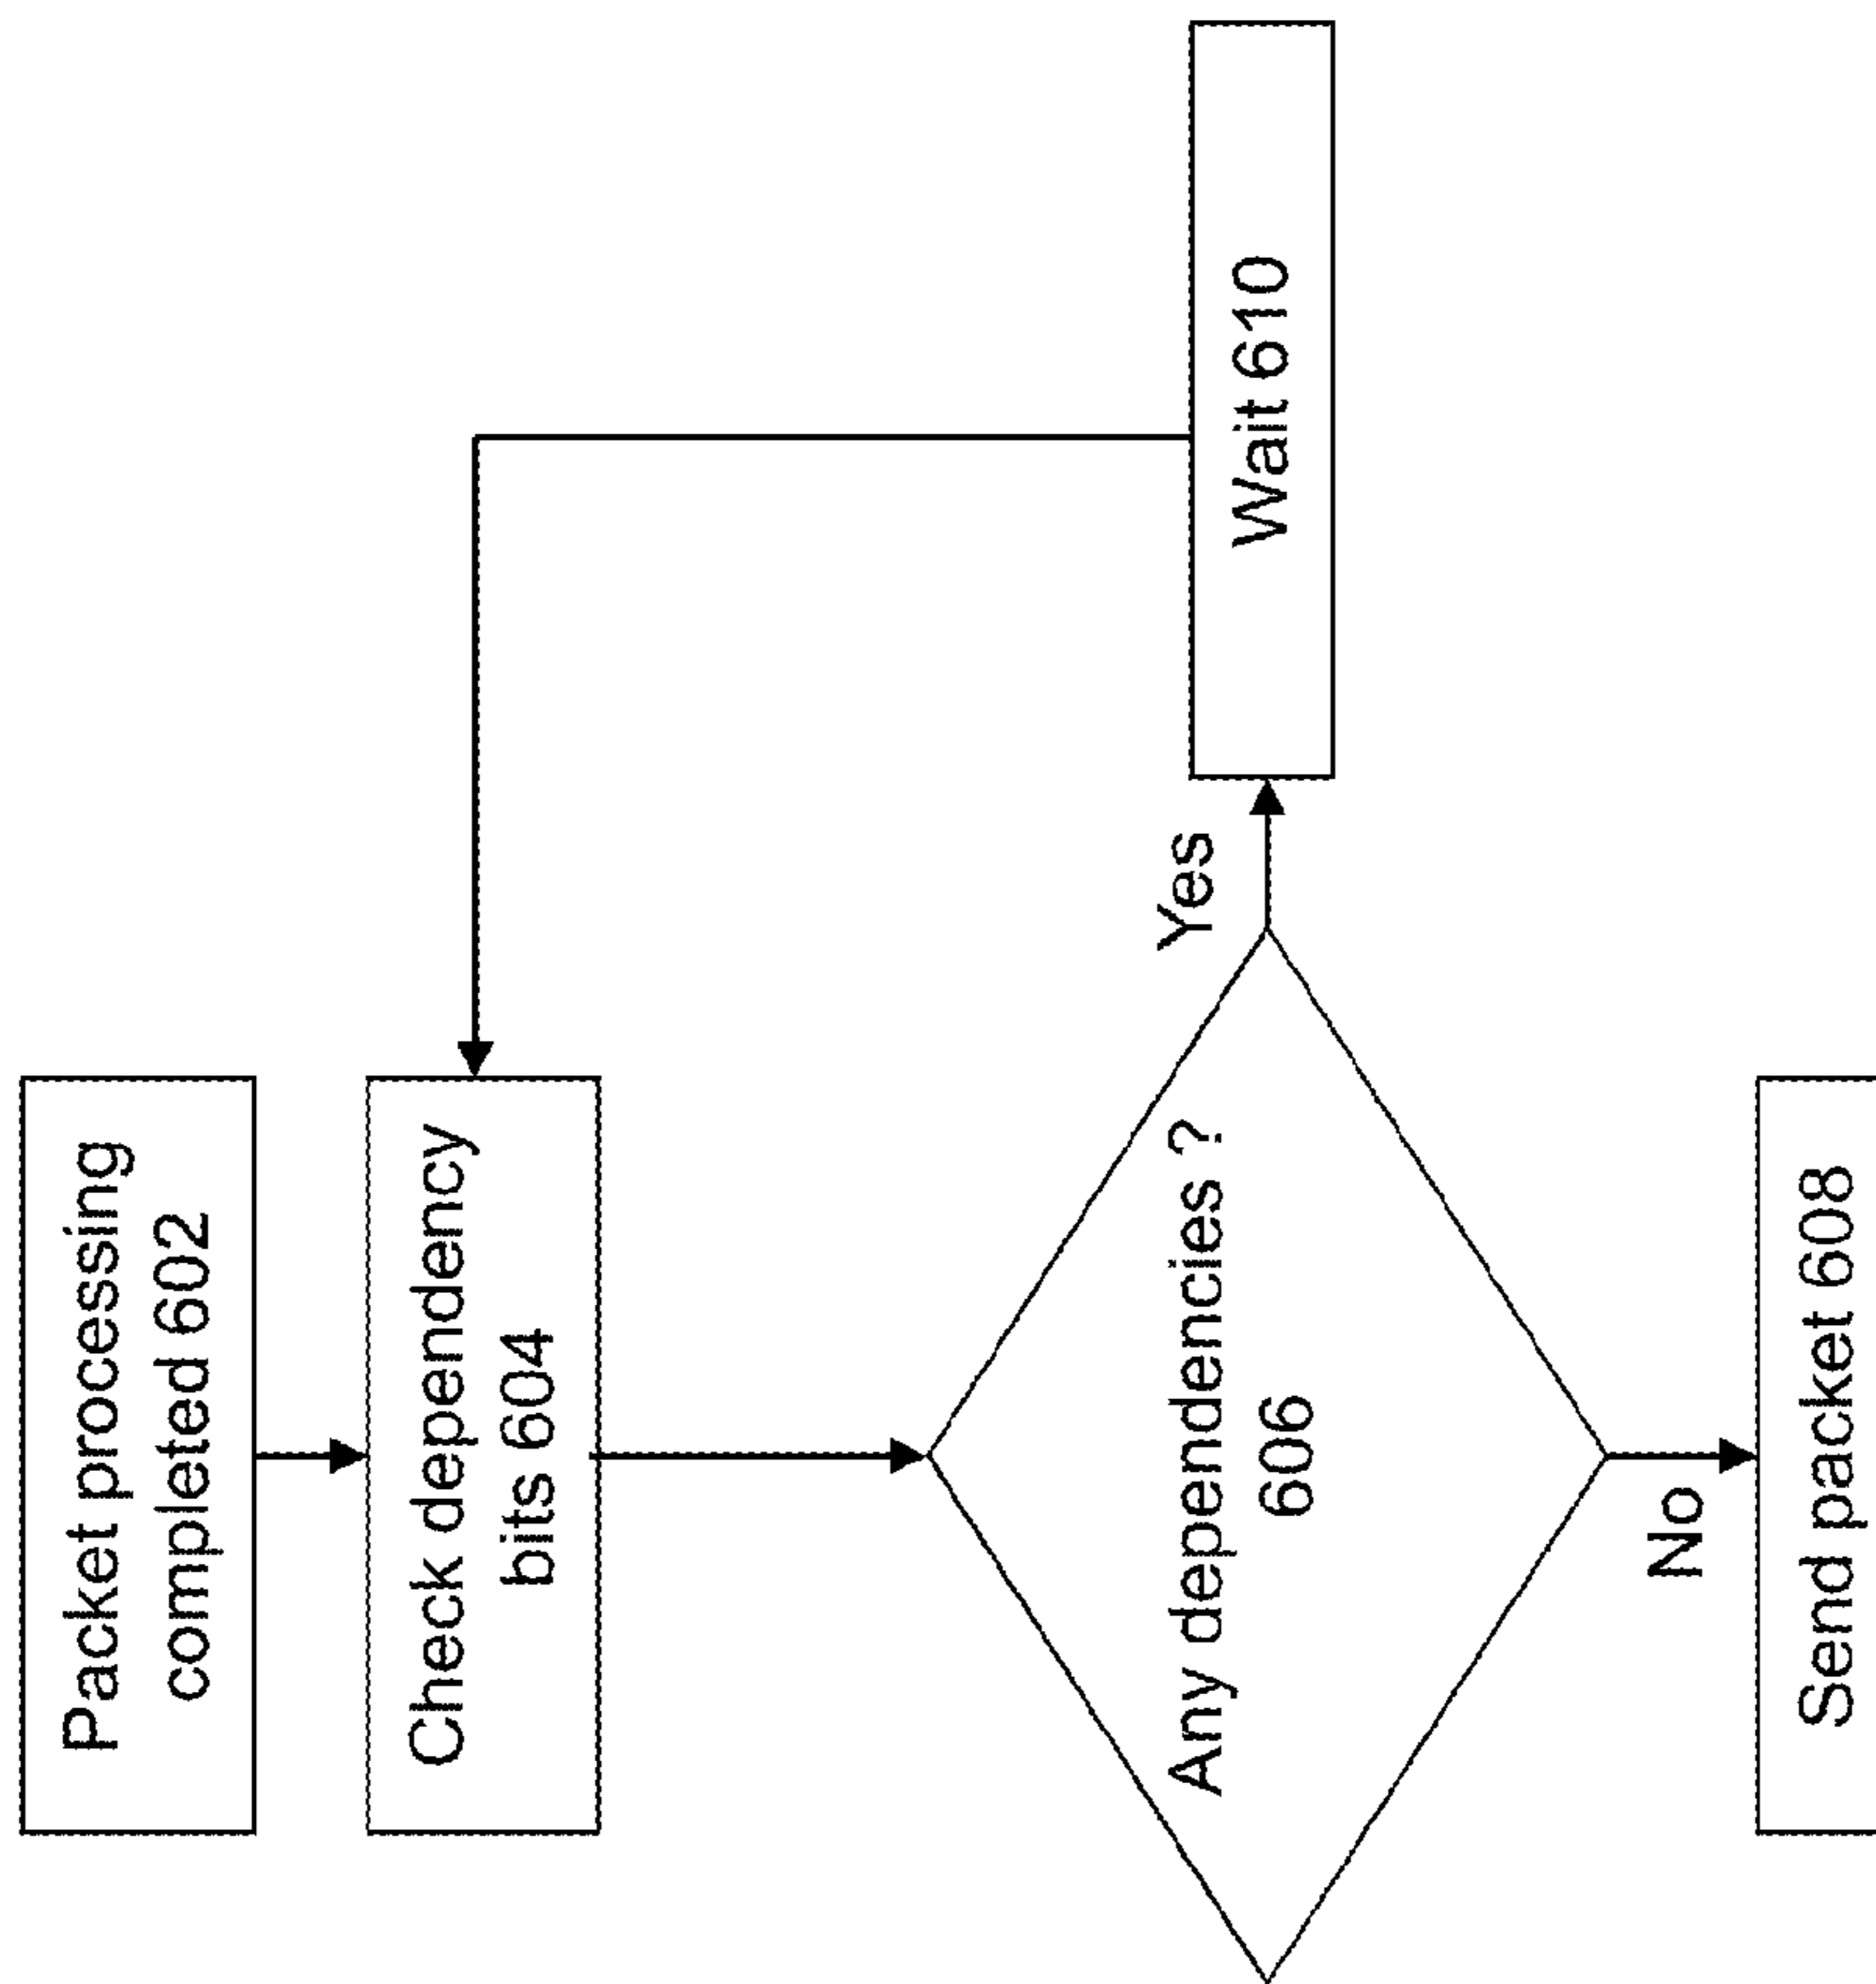 Packet processing
completed 602
Check dependency
bits 604
Any dependencies ?
606
Yes
Wait 610
No
Send packet 608